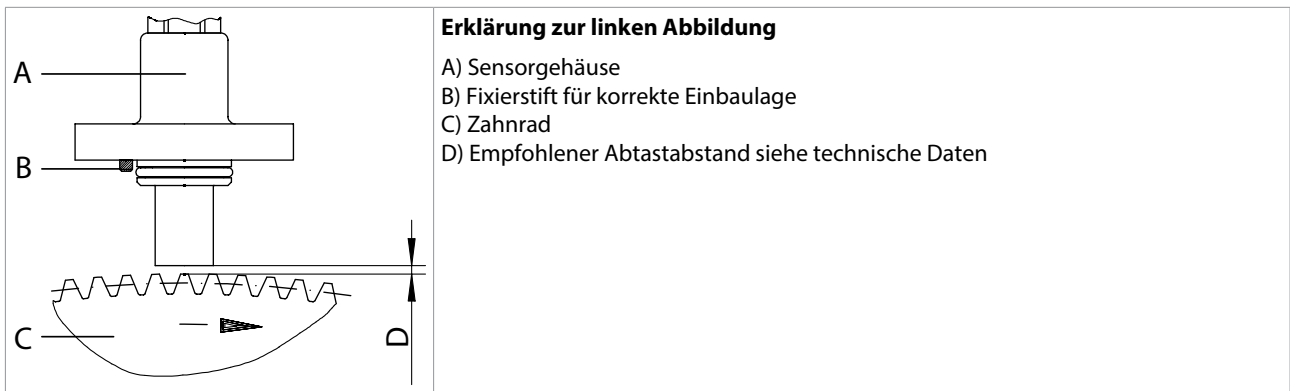 A
B
C
D
Erklärung zur linken Abbildung
A) Sensorgehäuse
B) Fixierstift für korrekte Einbaulage
C) Zahnrad
D) Empfohlener Abtastabstand siehe technische Daten